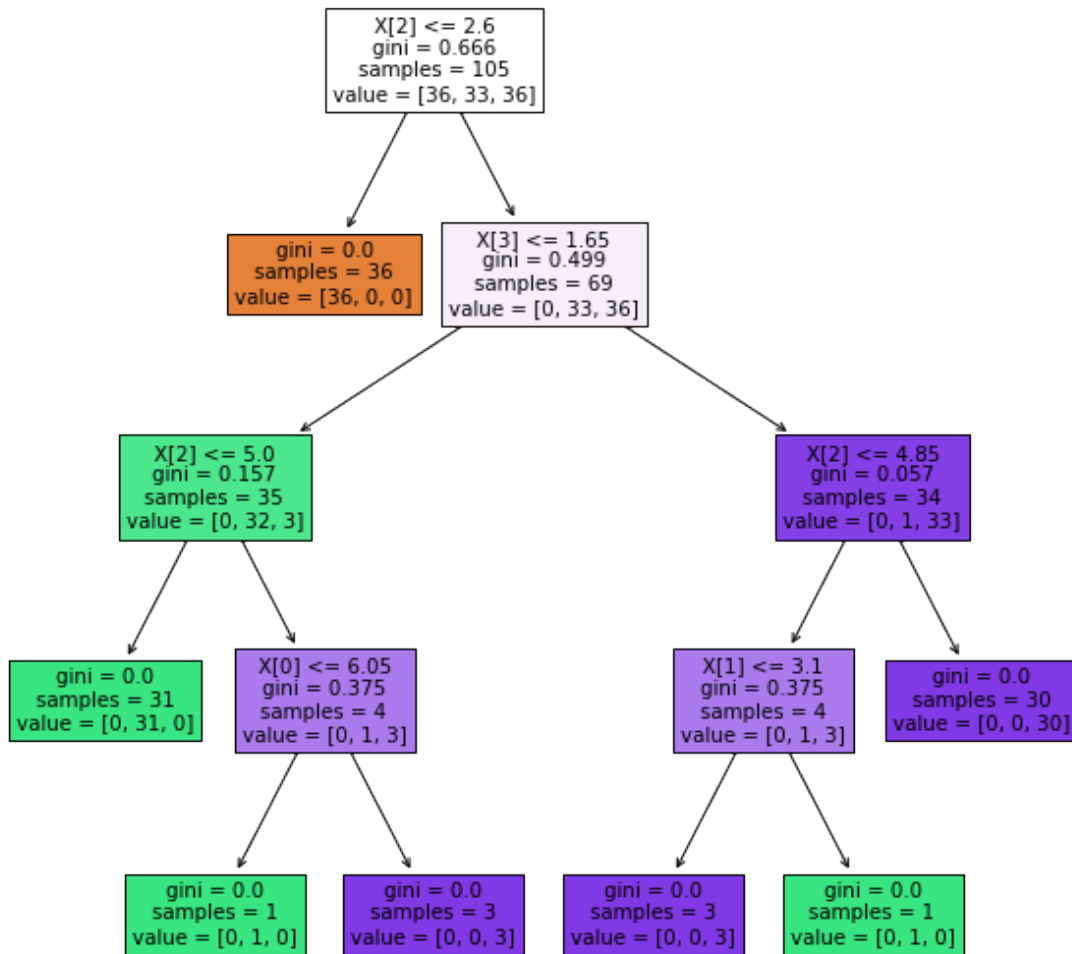 X[2] <= 2.6
gini = 0.666
samples = 105
value = [36, 33, 36]
gini = 0.0
samples = 36
value = [36, 0, 0]
X[3] <= 1.65
gini = 0.499
samples = 69
value = [0, 33, 36]
X[2] <= 5.0
gini = 0.157
samples = 35
value = [0, 32, 3]
X[2] <= 4.85
gini = 0.057
samples = 34
value = [0, 1, 33]
gini = 0.0
samples = 31
value = [0, 31, 0]
X[0] <= 6.05
gini = 0.375
samples = 4
value = [0, 1, 3]
X[1] <= 3.1
gini = 0.375
samples = 4
value = [0, 1, 3]
gini = 0.0
samples = 30
value = [0, 0, 30]
gini = 0.0
samples = 1
value = [0, 1, 0]
gini = 0.0
samples = 3
value = [0, 0, 3]
gini = 0.0
samples = 3
value = [0, 0, 3]
gini = 0.0
samples = 1
value = [0, 1, 0]